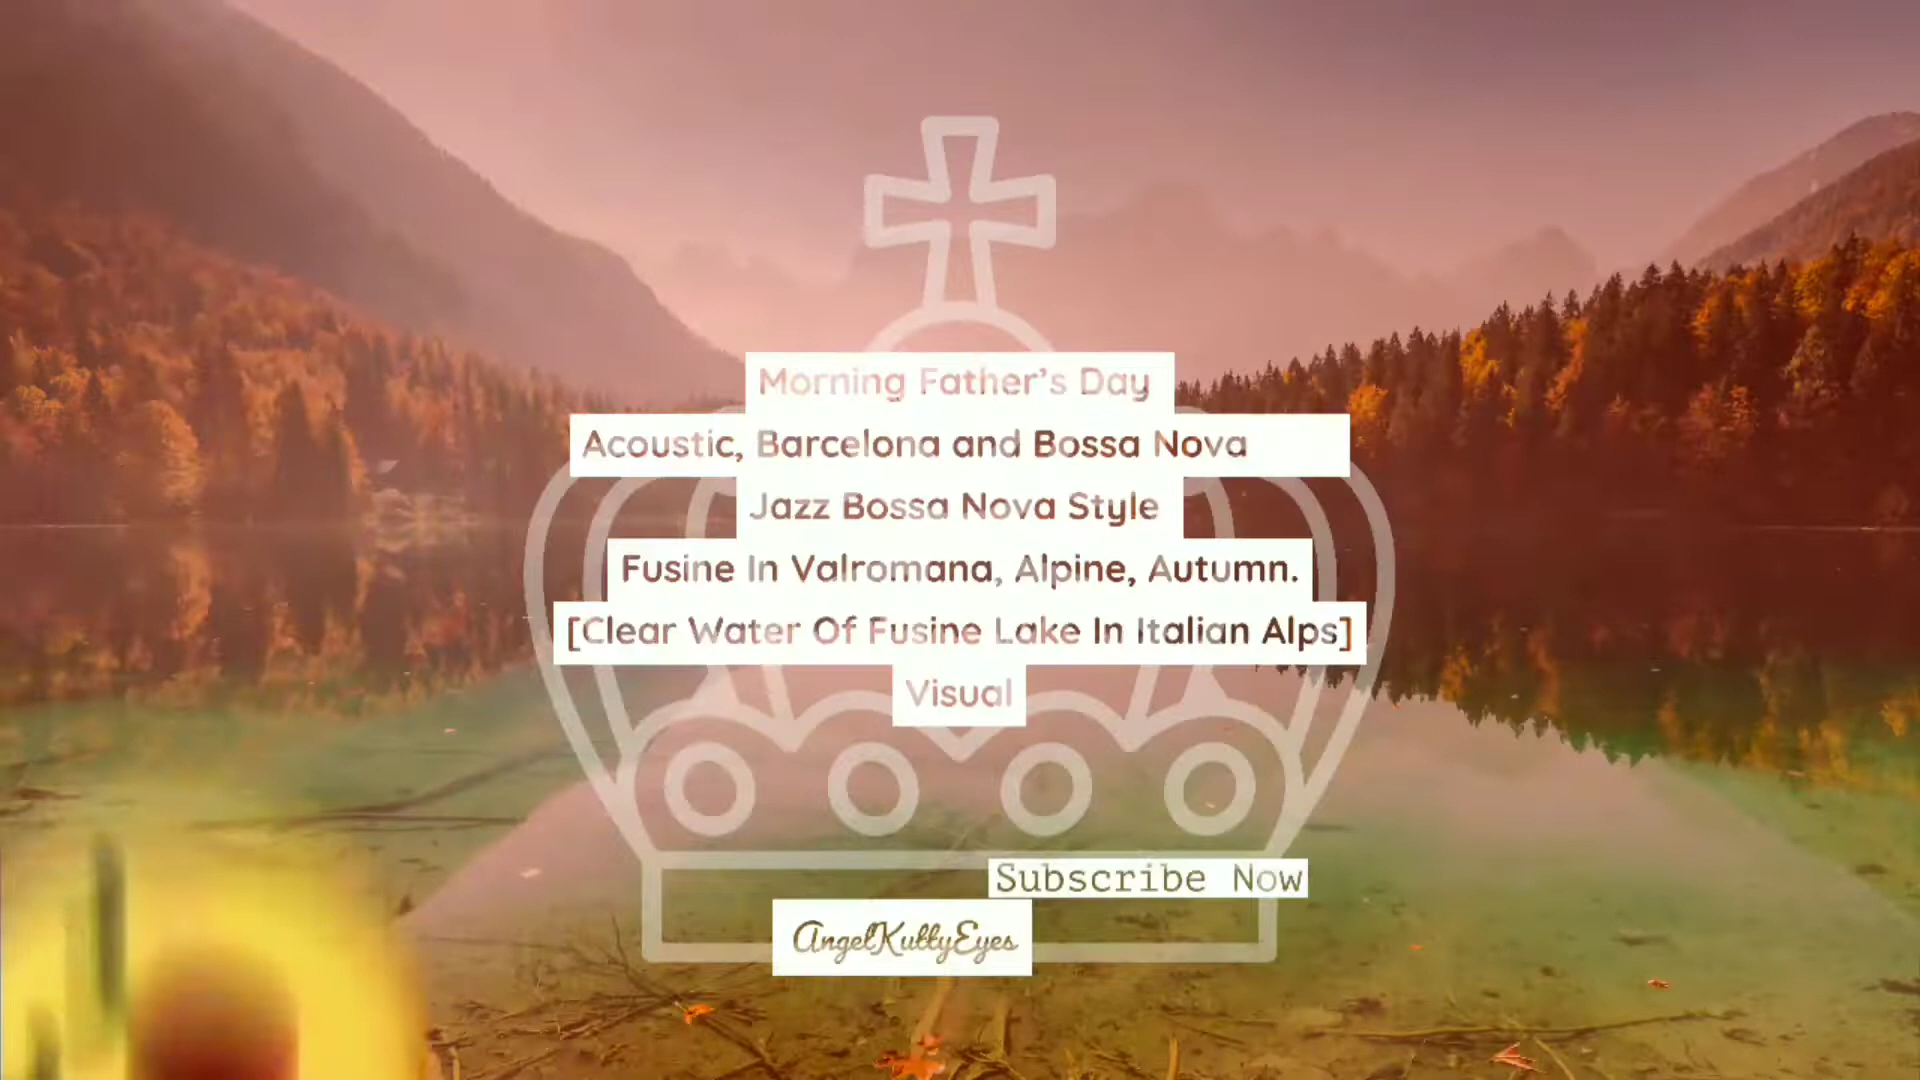 Morning Father’s Day
Acoustic, Barcelona and Bossa Nova
Jazz Bossa Nova Style
Fusine In Valromana, Alpine, Autumn.
[Clear Water Of Fusine Lake In Italian Alps]
Visual
Subscribe Now
AngelKuttyEyes